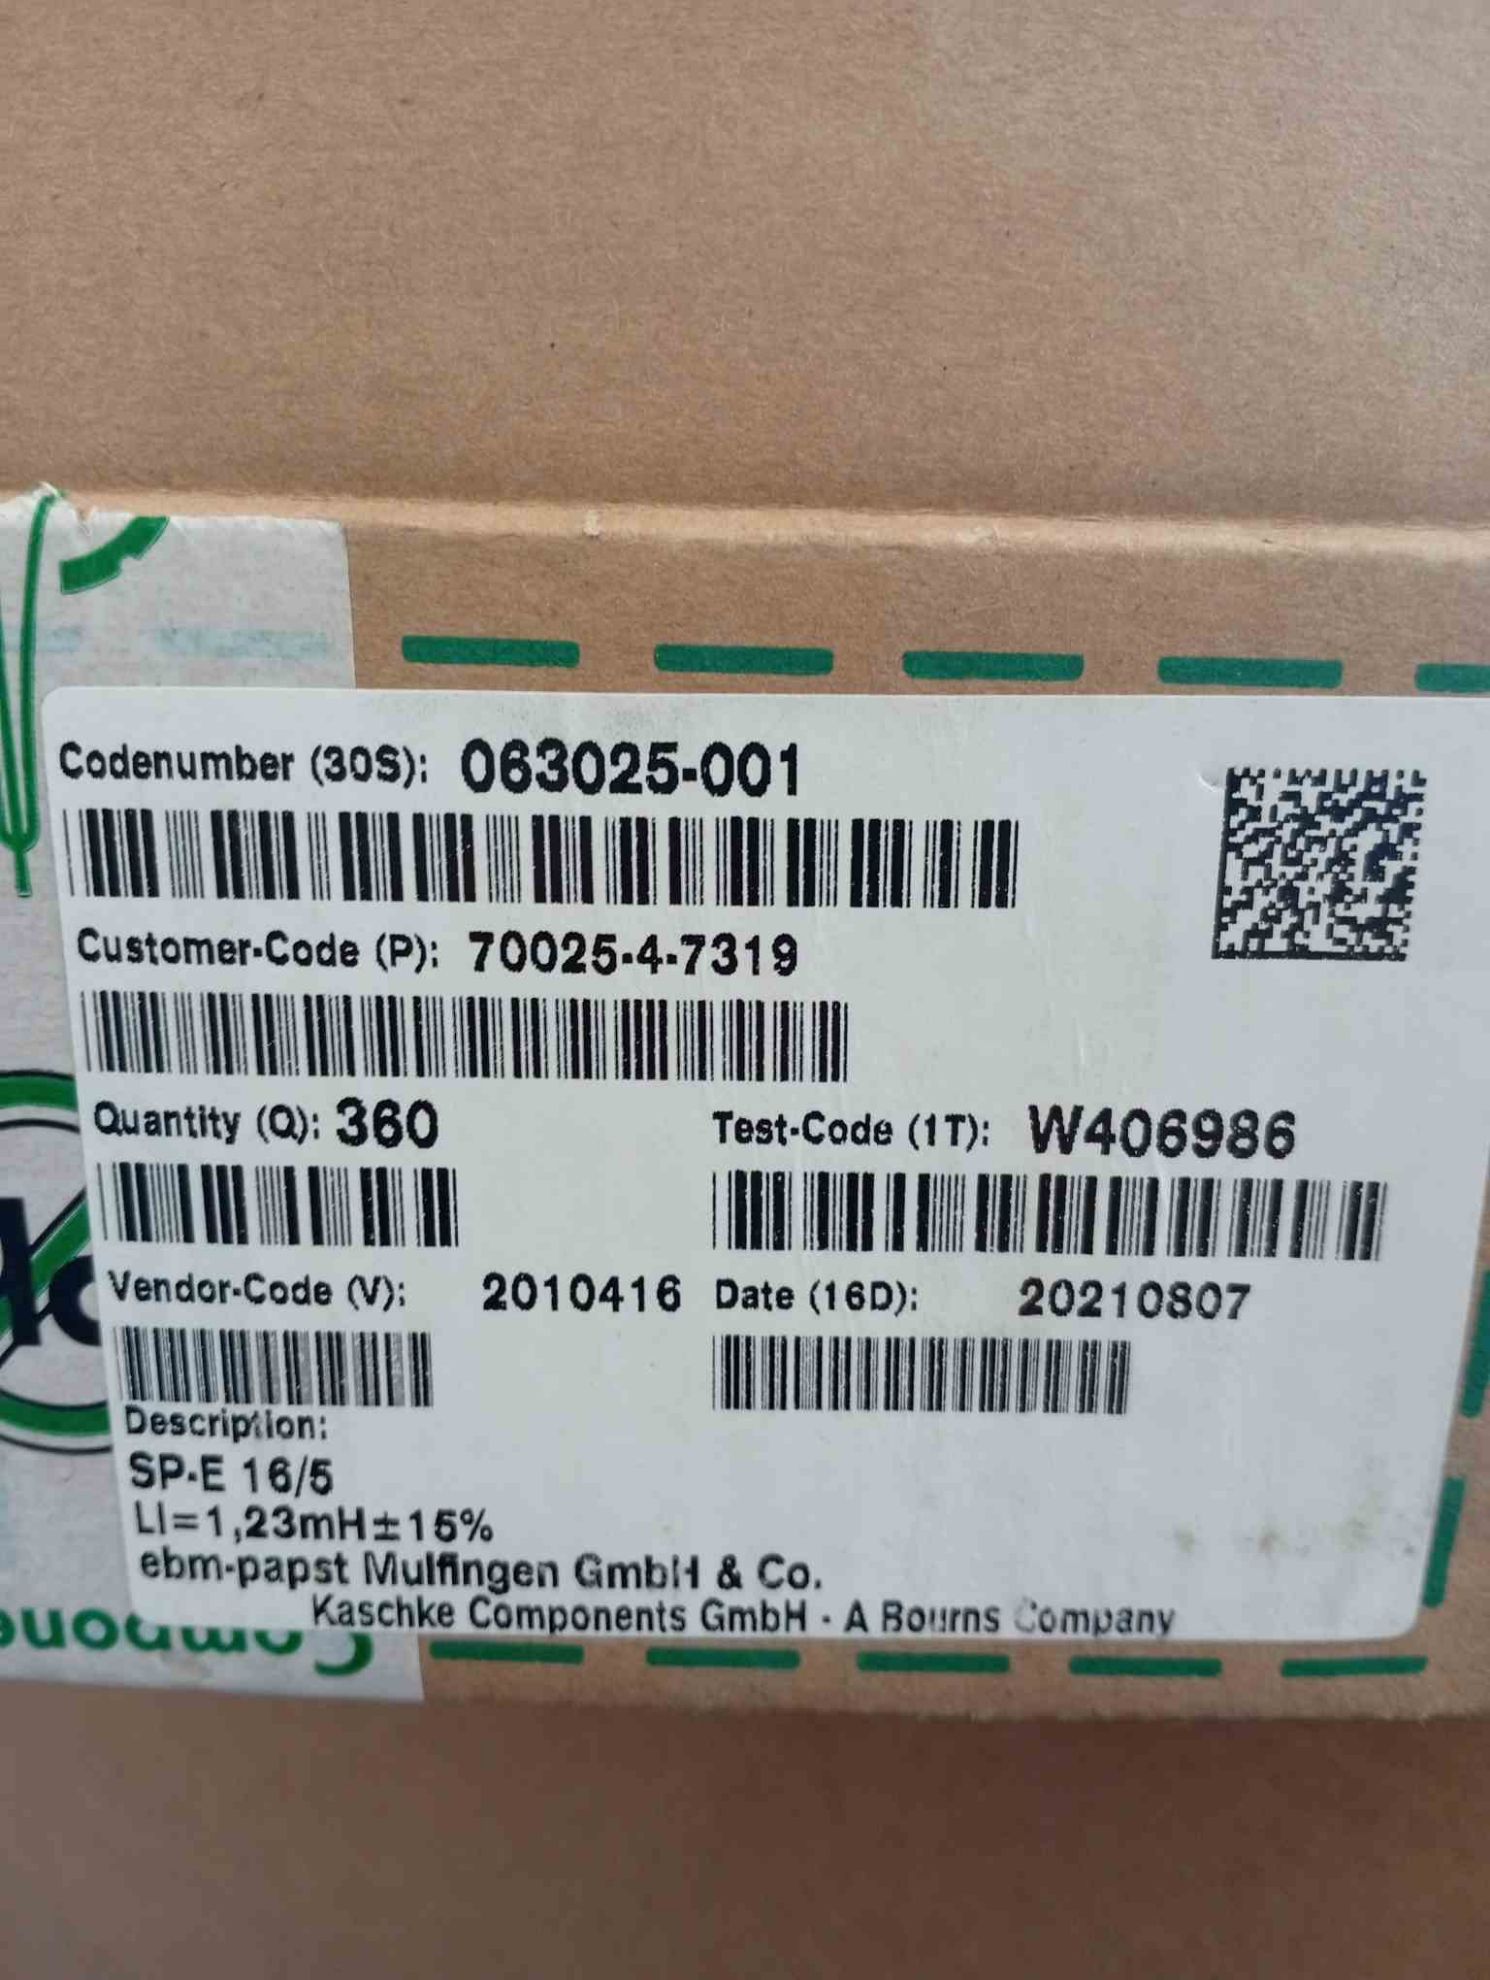 Codenumber (30S): 063025-001
Customer-Code (P): 70025-4-7319
Quantity (Q): 360
Test-Code (1T): W406986
Vendor-Code (V): 2010416
Date (16D): 20210807
Description:
SP-E 16/5
LI=1,23mH±15%
ebm-papst Mulfingen GmbH & Co.
Kaschke Components GmbH - A Bourns Company